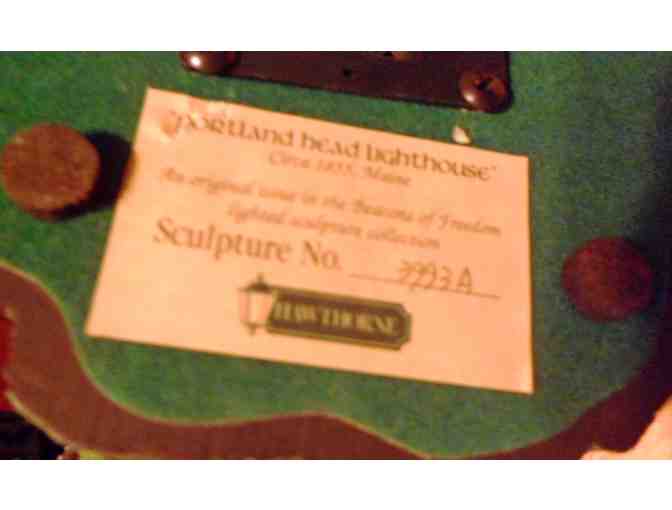 "Portland Head Lighthouse"
Circa 1855, Maine
An original issue in the Beacons of Freedom
lighted sculpture collection
Sculpture No. 3993A
HAWTHORNE